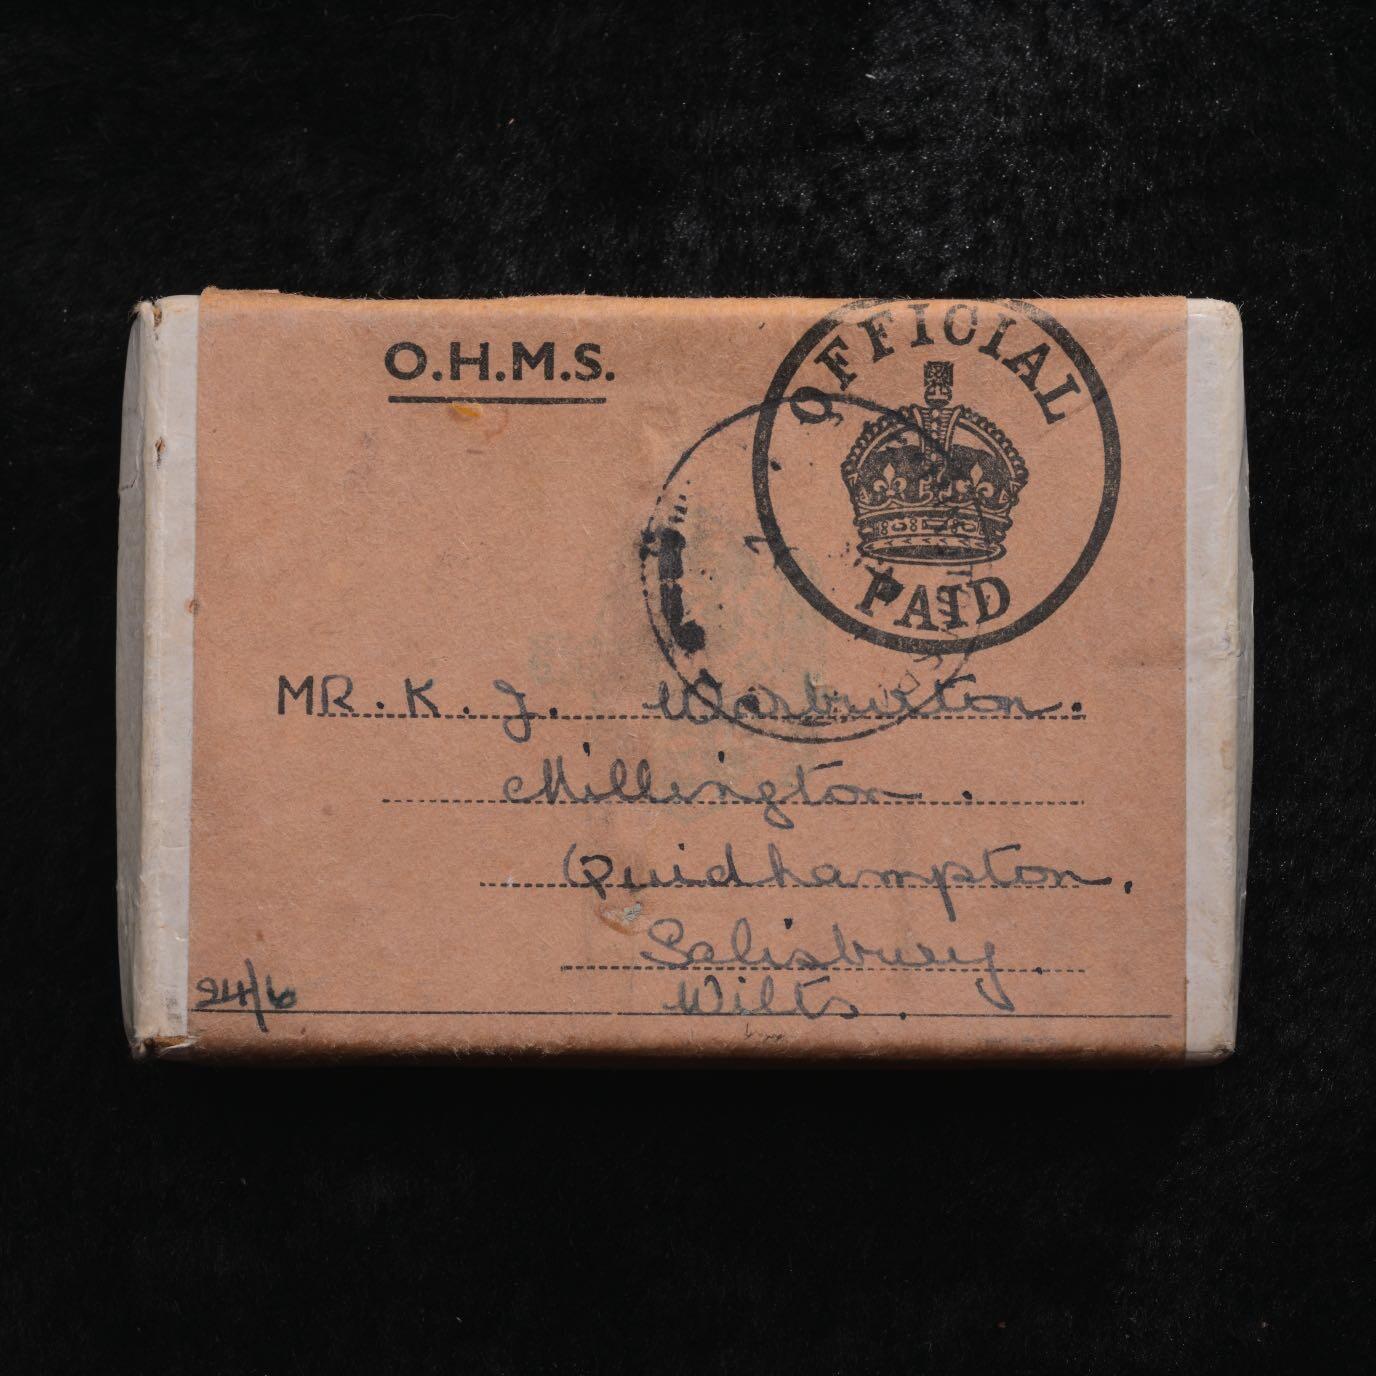 O.H.M.S.
OFFICIAL
PAID
MR. K. J. Warburton.
Millington.
Quidhampton,
Salisbury.
Wilts.
24/6